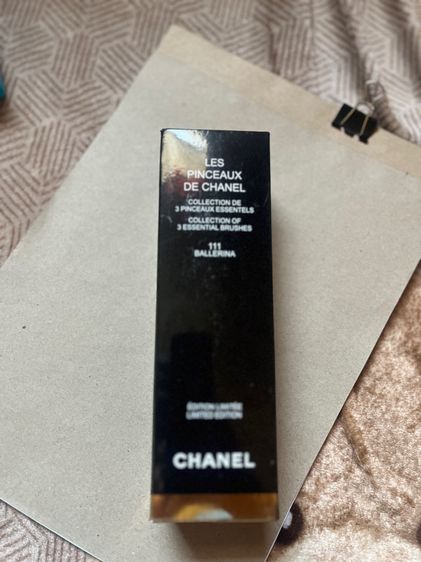 LES
PINCEAUX
DE CHANEL
COLLECTION DE
3 PINCEAUX ESSENTELS
COLLECTION OF
3 ESSENTIAL BRUSHES
111
BALLERINA
ÉDITION LIMITÉE
LIMITED EDITION
CHANEL